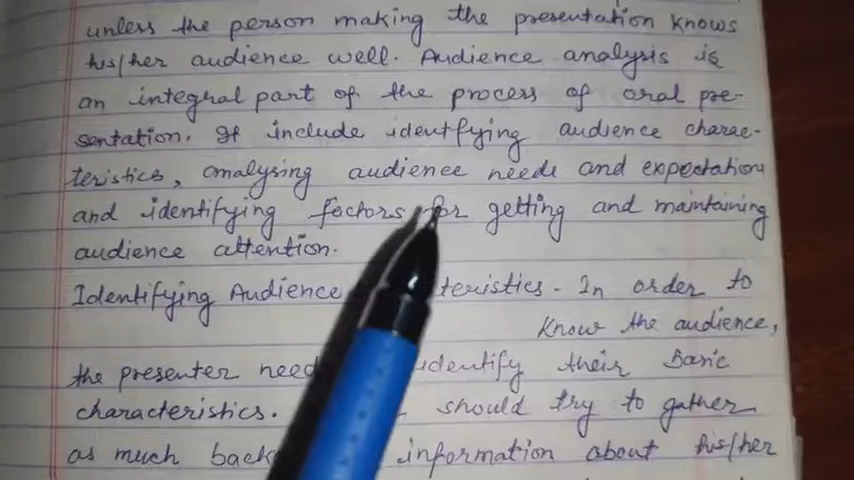 unless the person making the presentation knows
his/her audience well. Audience analysis is
an integral part of the process of oral pre-
sentation. It include identfying audience charac-
teristics, analysing audience needs and expectations
and identifying fectors for getting and maintaining
audience attention.
Identifying Audience teristics - In order to
know the audience,
the presenter need identify their Basic
characteristics. should try to gather
as much back information about his/her